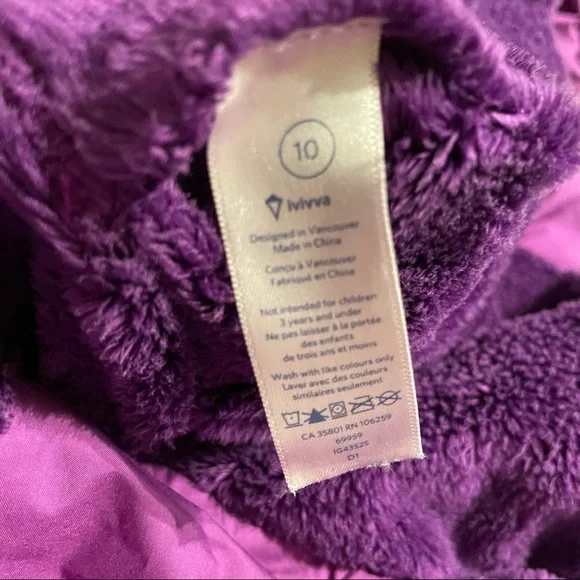 10
ivivva
Designed in Vancouver
Made in China
Conçu à Vancouver
Fabriqué en Chine
Not intended for children
3 years and under
Ne pas laisser à la portée
des enfants
de trois ans et moins
Wash with like colours only
Laver avec des couleurs
similaires seulement
CA 35801 RN 106259
69959
IG43525
D1